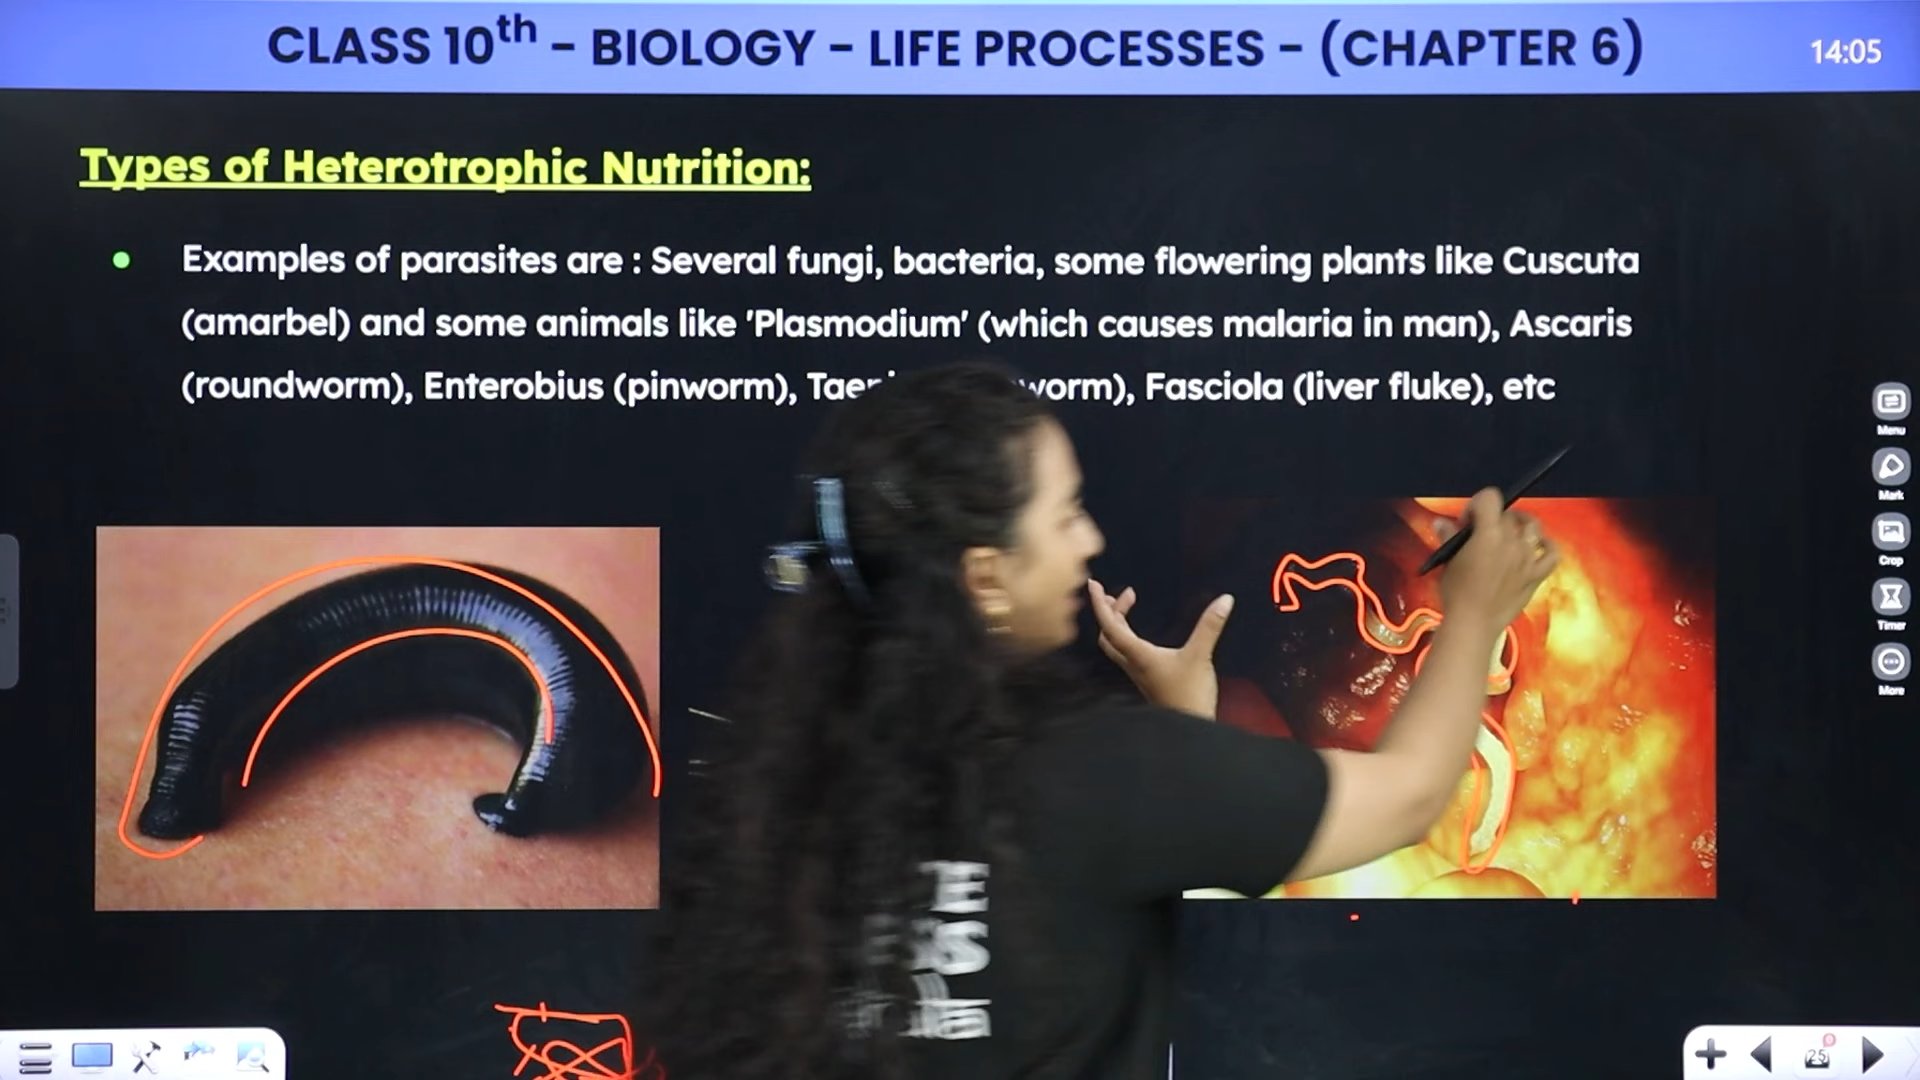 CLASS 10th - BIOLOGY - LIFE PROCESSES - (CHAPTER 6)
14:05
Types of Heterotrophic Nutrition:
Examples of parasites are : Several fungi, bacteria, some flowering plants like Cuscuta
(amarbel) and some animals like 'Plasmodium' (which causes malaria in man), Ascaris
(roundworm), Enterobius (pinworm), worm), Fasciola (liver fluke), etc
Menu
Mark
Crop
Timer
More
25